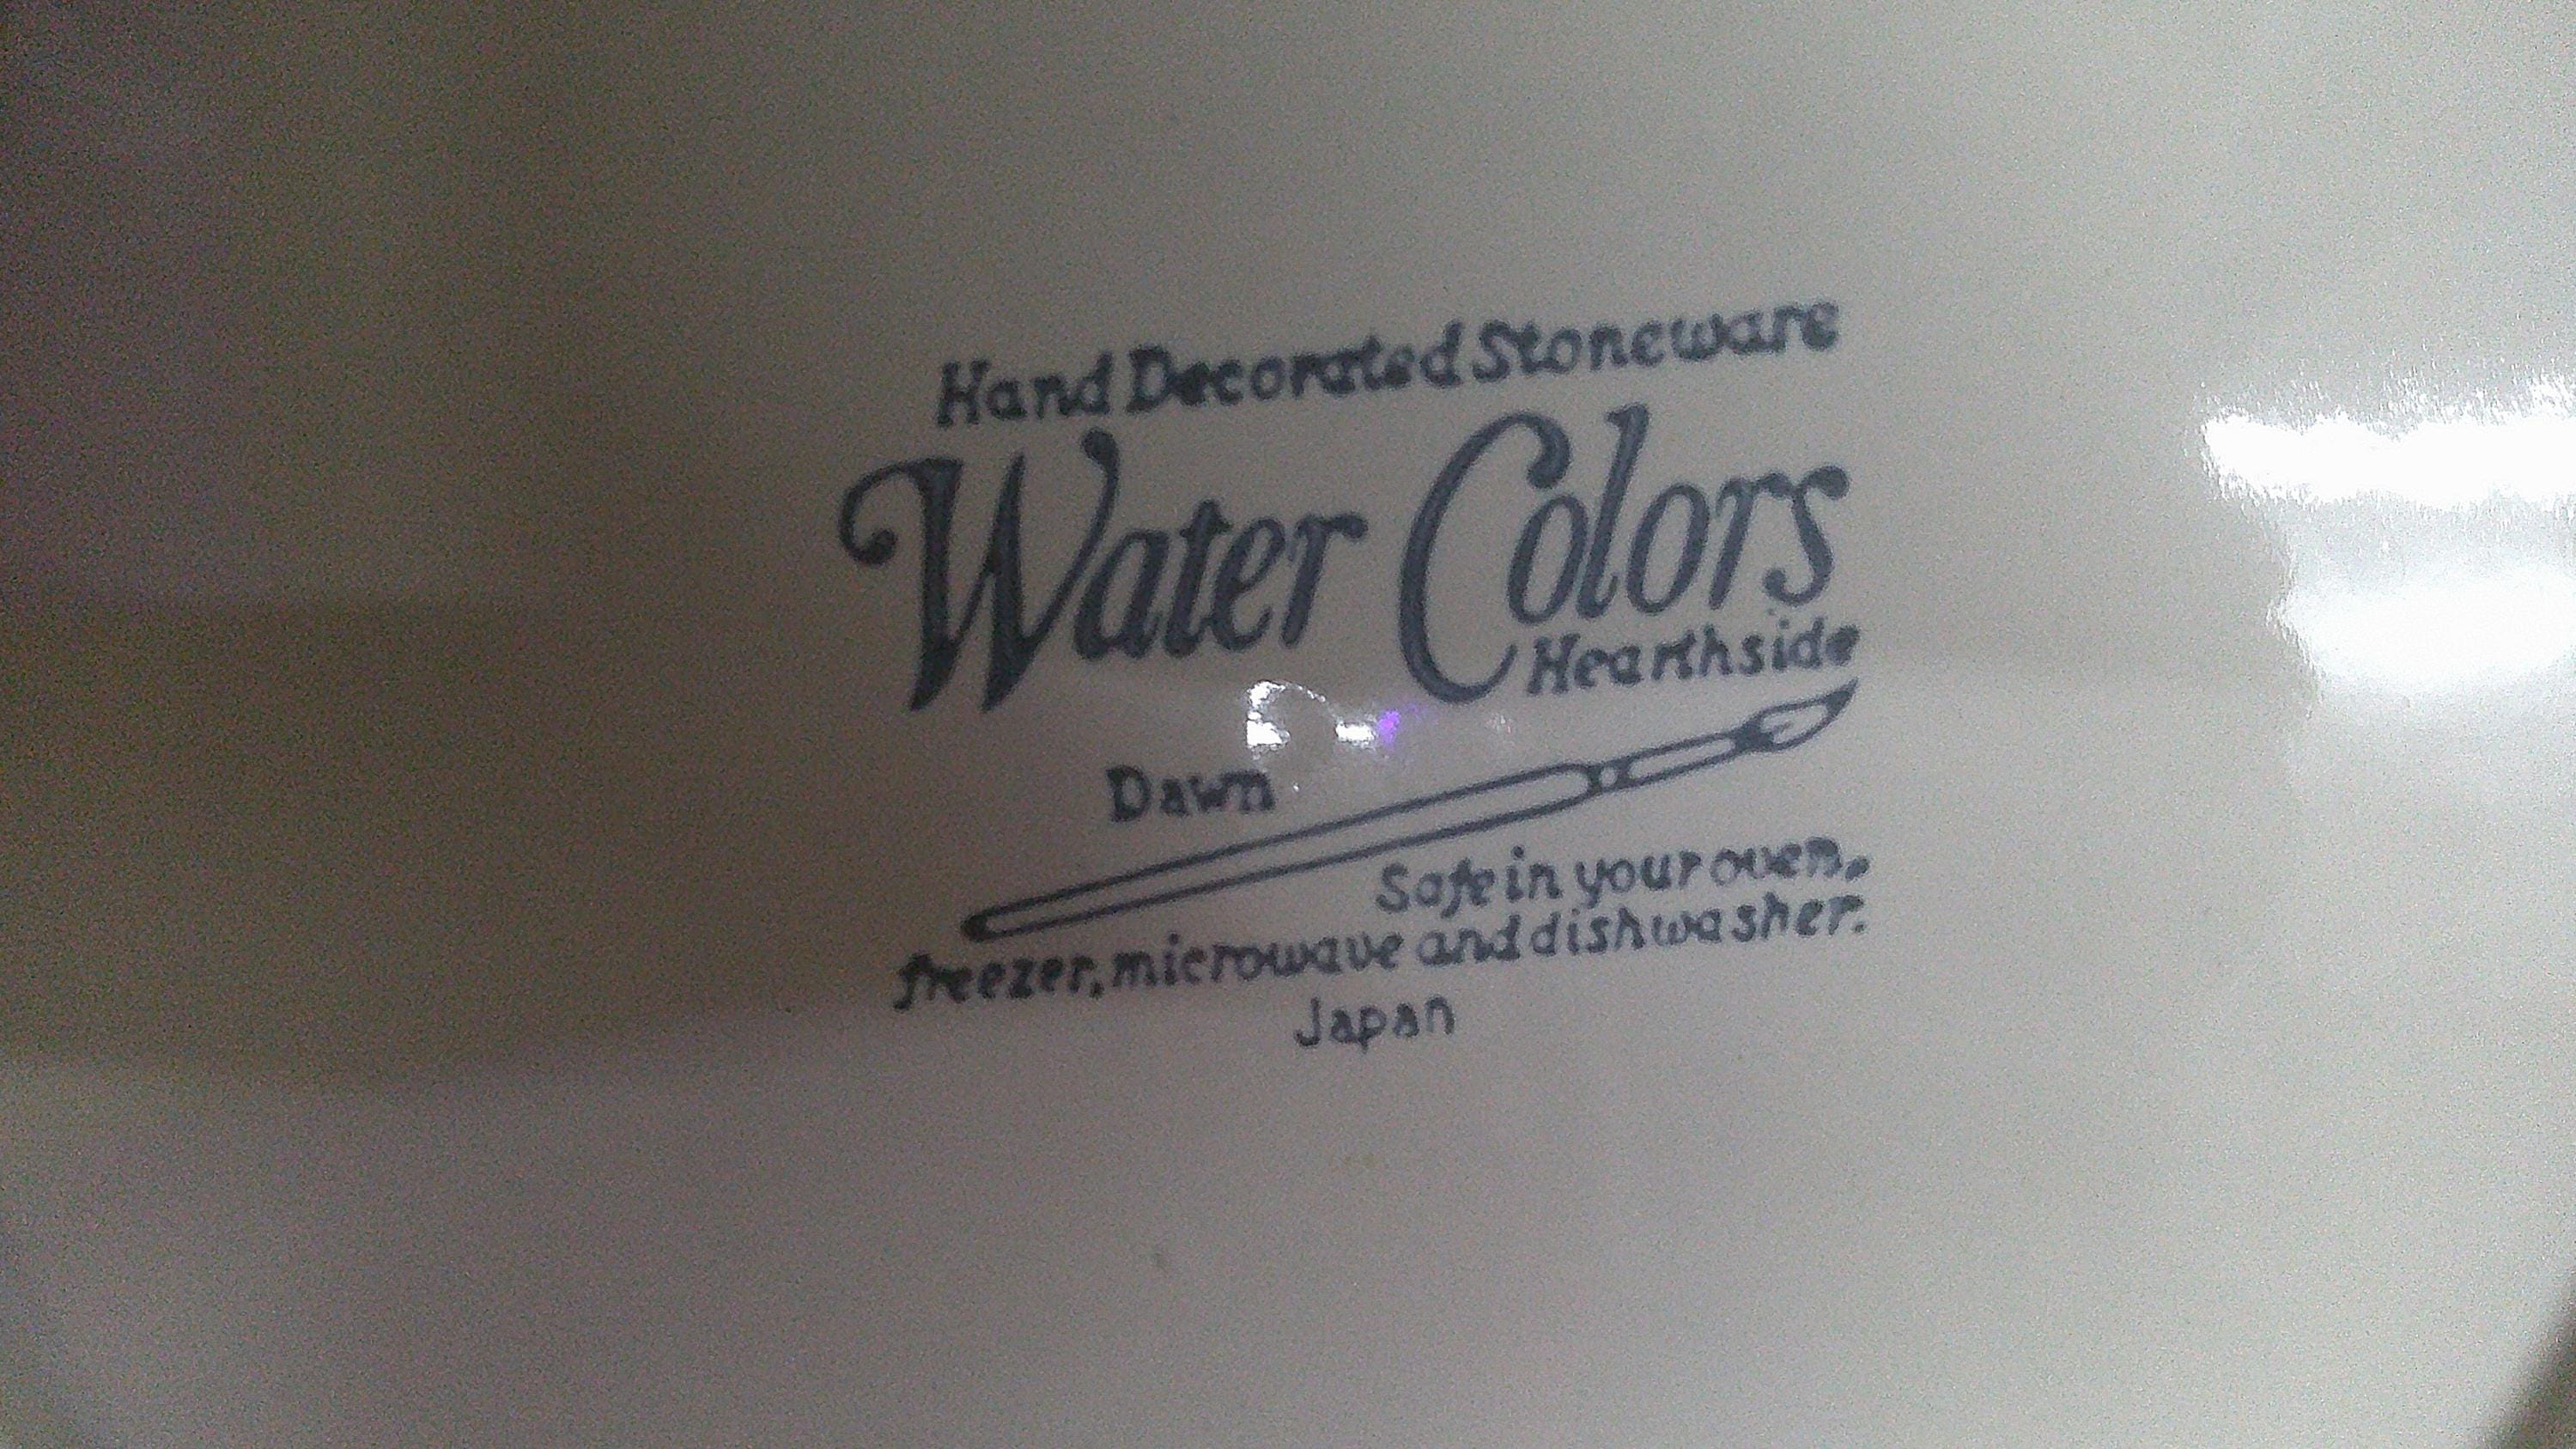 Hand Decorated Stoneware
Water Colors
Hearthside
Dawn
Safe in your oven,
freezer, microwave and dishwasher.
Japan